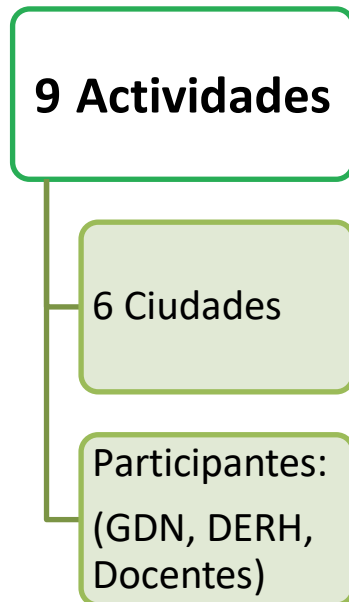 9 Actividades
6 Ciudades
Participantes:
(GDN, DERH,
Docentes)